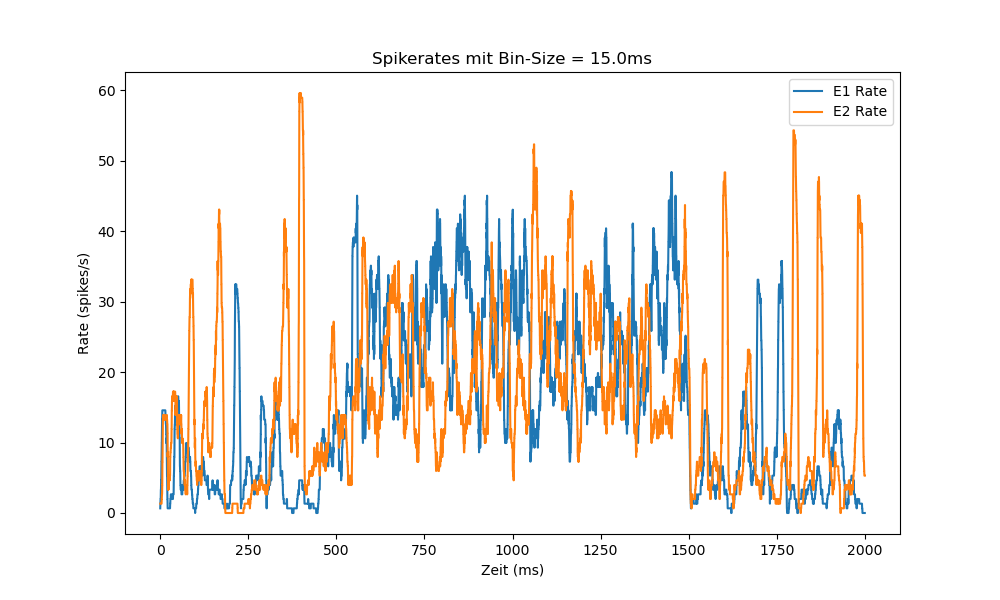 Spikerates mit Bin-Size = 15.0ms
E1 Rate
E2 Rate
60
50
40
30
20
10
0
Rate (spikes/s)
0 250 500 750 1000 1250 1500 1750 2000
Zeit (ms)